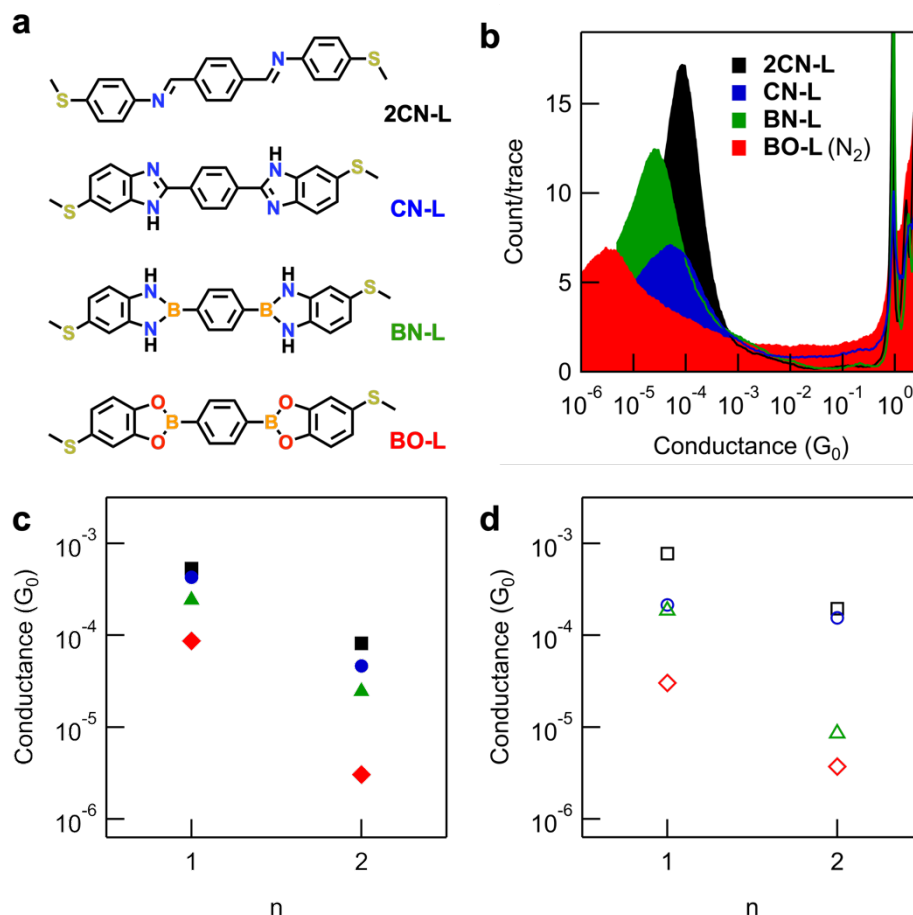 a
S
N
N
S
2CN-L
N
H
N
S
N
H
N
S
CN-L
H
N
B
N
H
S
H
N
B
N
H
S
BN-L
O
B
O
S
O
B
O
S
BO-L
b
2CN-L
CN-L
BN-L
BO-L (N₂)
Count/trace
15
10
5
0
10⁻⁶ 10⁻⁵ 10⁻⁴ 10⁻³ 10⁻² 10⁻¹ 10⁰
Conductance (G₀)
c
Conductance (G₀)
10⁻³
10⁻⁴
10⁻⁵
10⁻⁶
1 2
n
d
Conductance (G₀)
10⁻³
10⁻⁴
10⁻⁵
10⁻⁶
1 2
n